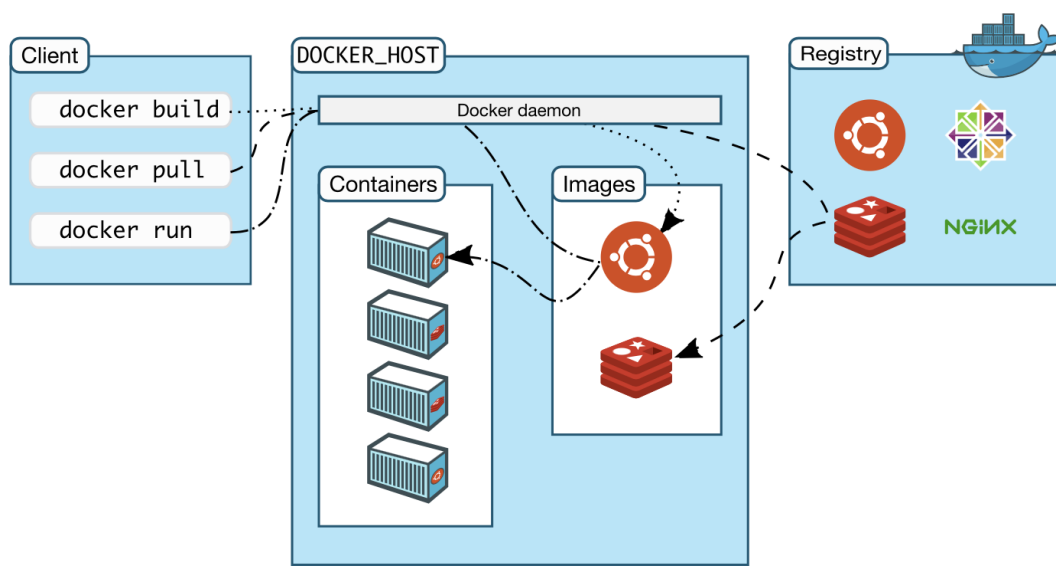 Client
docker build
docker pull
docker run
DOCKER_HOST
Docker daemon
Containers
Images
Registry
NGINX